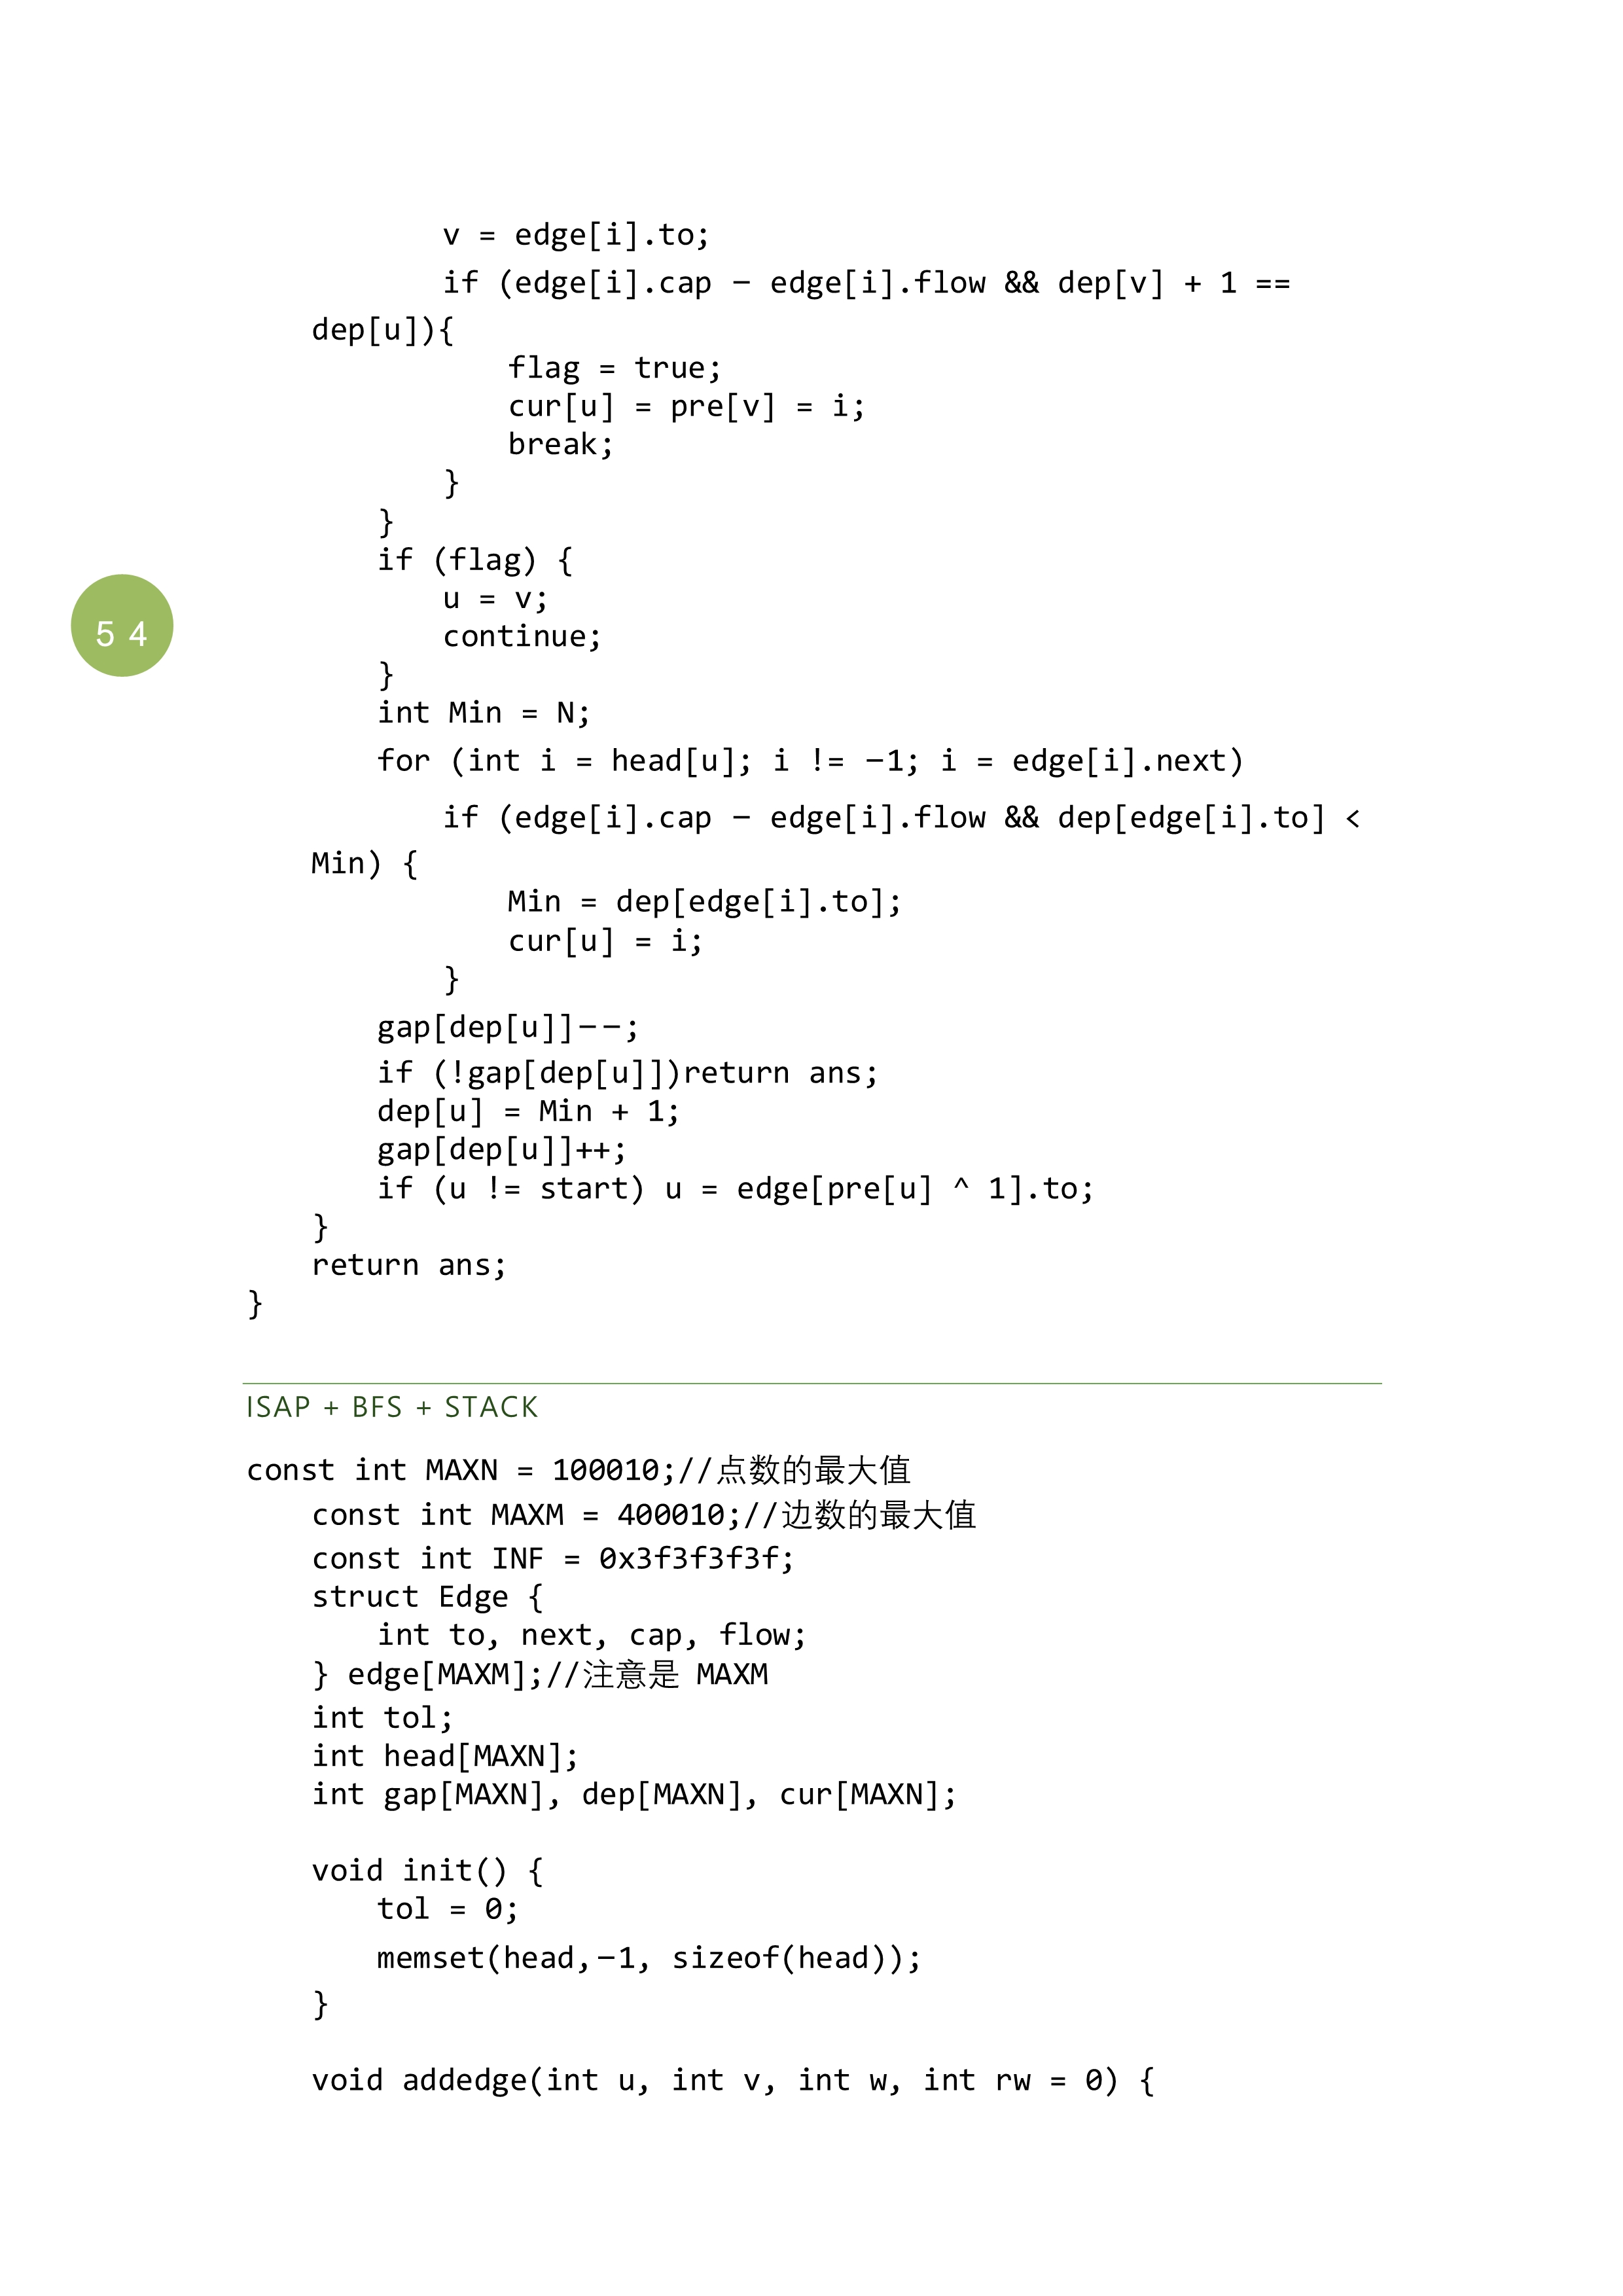 v = edge[i].to;
if (edge[i].cap − edge[i].flow && dep[v] + 1 ==
dep[u]){
flag = true;
cur[u] = pre[v] = i;
break;
}
}
if (flag) {
u = v;
continue;
}
54
int Min = N;
for (int i = head[u]; i != −1; i = edge[i].next)
if (edge[i].cap − edge[i].flow && dep[edge[i].to] <
Min) {
Min = dep[edge[i].to];
cur[u] = i;
}
gap[dep[u]]−−;
if (!gap[dep[u]])return ans;
dep[u] = Min + 1;
gap[dep[u]]++;
if (u != start) u = edge[pre[u] ^ 1].to;
}
return ans;
}
ISAP + BFS + STACK
const int MAXN = 100010;//点数的最大值
const int MAXM = 400010;//边数的最大值
const int INF = 0x3f3f3f3f;
struct Edge {
int to, next, cap, flow;
} edge[MAXM];//注意是 MAXM
int tol;
int head[MAXN];
int gap[MAXN], dep[MAXN], cur[MAXN];
void init() {
tol = 0;
memset(head,−1, sizeof(head));
}
void addedge(int u, int v, int w, int rw = 0) {